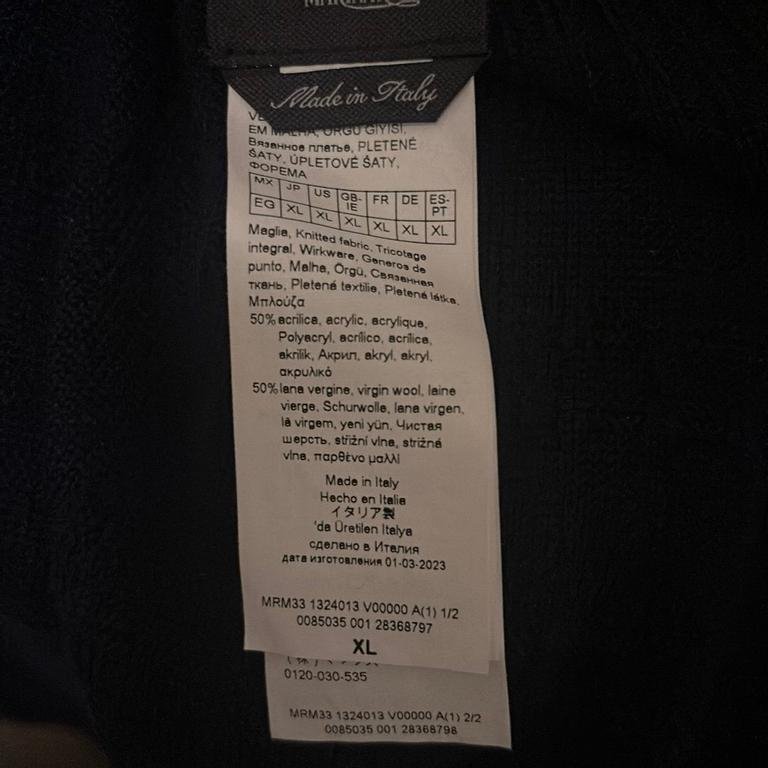 Made in Italy
EM MALHA, ÖRGÜ GİYİSİ,
Вязанное платье, PLETENÉ
ŠATY, ÚPLETOVÉ ŠATY,
ΦΟΡΕΜΑ
MX JP US GB-IE FR DE ES-PT
EG XL XL XL XL XL XL
Maglia, Knitted fabric, Tricotage
integral, Wirkware, Generos de
punto, Malha, Örgü, Связанная
ткань, Pletené textilie, Pletené látka,
Μπλούζα
50% acrilica, acrylic, acrylique,
Polyacryl, acrílico, acrílica,
akrilik, Акрил, akryl, akryl,
ακρυλικό
50% lana vergine, virgin wool, laine
vierge, Schurwolle, lana virgen,
lã virgem, yeni yün, Чистая
шерсть, střižní vlna, strižná
vlna, παρθένο μαλλί
Made in Italy
Hecho en Italia
イタリア製
'da Üretilen Italya
сделано в Италия
дата изготовления 01-03-2023
MRM33 1324013 V00000 A(1) 1/2
0085035 001 28368797
XL
0120-030-535
MRM33 1324013 V00000 A(1) 2/2
0085035 001 28368798